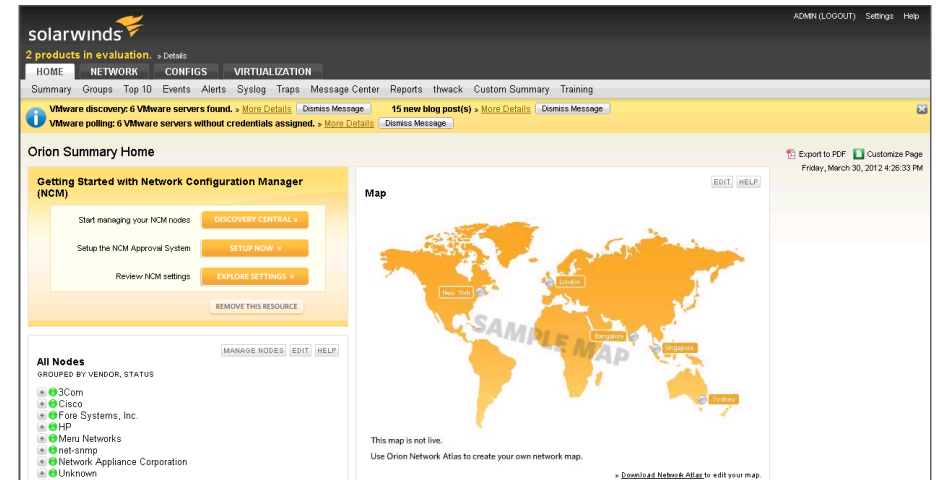 ADMIN (LOGOUT) Settings Help
solarwinds
2 products in evaluation. » Details
HOME NETWORK CONFIGS VIRTUALIZATION
Summary Groups Top 10 Events Alerts Syslog Traps Message Center Reports thwack Custom Summary Training
VMware discovery: 6 VMware servers found. » More Details Dismiss Message 15 new blog post(s) » More Details Dismiss Message
VMware polling: 6 VMware servers without credentials assigned. » More Details Dismiss Message
Orion Summary Home
Export to PDF Customize Page
Friday, March 30, 2012 4:26:33 PM
Getting Started with Network Configuration Manager
(NCM)
Start managing your NCM nodes DISCOVERY CENTRAL »
Setup the NCM Approval System SETUP NOW »
Review NCM settings EXPLORE SETTINGS »
REMOVE THIS RESOURCE
MANAGE NODES EDIT HELP
All Nodes
GROUPED BY VENDOR, STATUS
3Com
Cisco
Fore Systems, Inc.
HP
Meru Networks
net-snmp
Network Appliance Corporation
Unknown
EDIT HELP
Map
London
New York
SAMPLE MAP
Bangalore
Singapore
Sydney
This map is not live.
Use Orion Network Atlas to create your own network map.
» Download Network Atlas to edit your map.